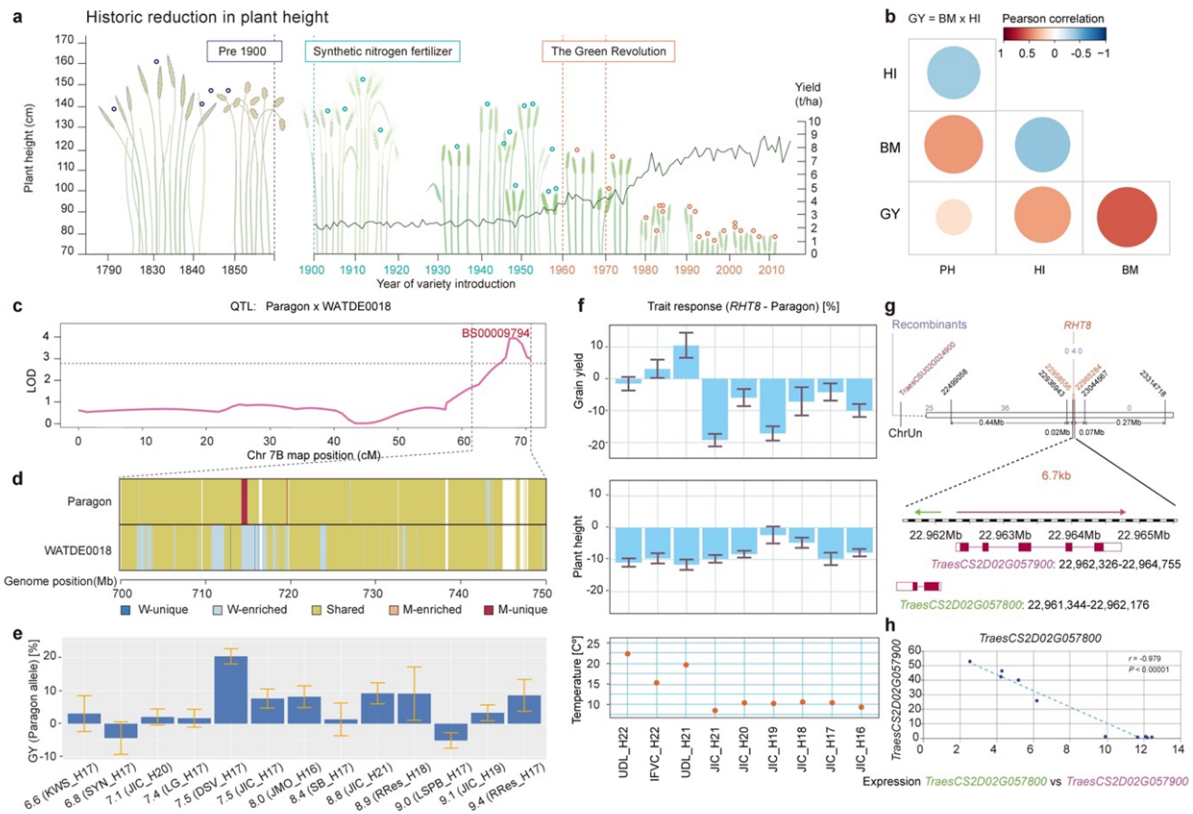 a
Historic reduction in plant height
Pre 1900
Synthetic nitrogen fertilizer
The Green Revolution
Plant height (cm)
170
160
150
140
130
120
110
100
90
80
70
Yield
(t/ha)
10
9
8
7
6
5
4
3
2
1
0
1790 1830 1840 1850 1900 1910 1920 1930 1940 1950 1960 1970 1980 1990 2000 2010
Year of variety introduction
b
GY = BM x HI
Pearson correlation
1 0.5 0 -0.5 -1
HI
BM
GY
PH HI BM
c
QTL: Paragon x WATDE0018
BS00009794
LOD
4
3
2
1
0
0 10 20 30 40 50 60 70
Chr 7B map position (cM)
d
Paragon
WATDE0018
Genome position(Mb)
700 710 720 730 740 750
W-unique W-enriched Shared M-enriched M-unique
e
GY (Paragon allele) [%]
20
10
0
-10
6.6 (KWS_H17)
6.8 (SYN_H17)
7.1 (JIC_H20)
7.4 (LG_H17)
7.5 (DSV_H17)
7.5 (JIC_H17)
8.0 (JMO_H16)
8.4 (SB_H17)
8.8 (JIC_H21)
8.9 (RRes_H18)
9.0 (LSPB_H17)
9.1 (JIC_H19)
9.4 (RRes_H17)
f
Trait response (RHT8 - Paragon) [%]
Grain yield
10
0
-10
-20
Plant height
10
0
-10
-20
Temperature [Cº]
25
20
15
10
UDL_H22
IFVC_H22
UDL_H21
JIC_H21
JIC_H20
JIC_H19
JIC_H18
JIC_H17
JIC_H16
g
Recombinants
RHT8
0 4 0
TraesCSU02G024900
22499068
22936943
22958656
22965284
23044567
23314718
25 36 0
ChrUn
0.44Mb
0.02Mb
0.07Mb
0.27Mb
6.7kb
22.962Mb 22.963Mb 22.964Mb 22.965Mb
TraesCS2D02G057900: 22,962,326-22,964,755
TraesCS2D02G057800: 22,961,344-22,962,176
h
TraesCS2D02G057800
TraesCS2D02G057900
r = -0.979
P < 0.00001
60
50
40
30
20
10
0
0 2 4 6 8 10 12 14
Expression TraesCS2D02G057800 vs TraesCS2D02G057900